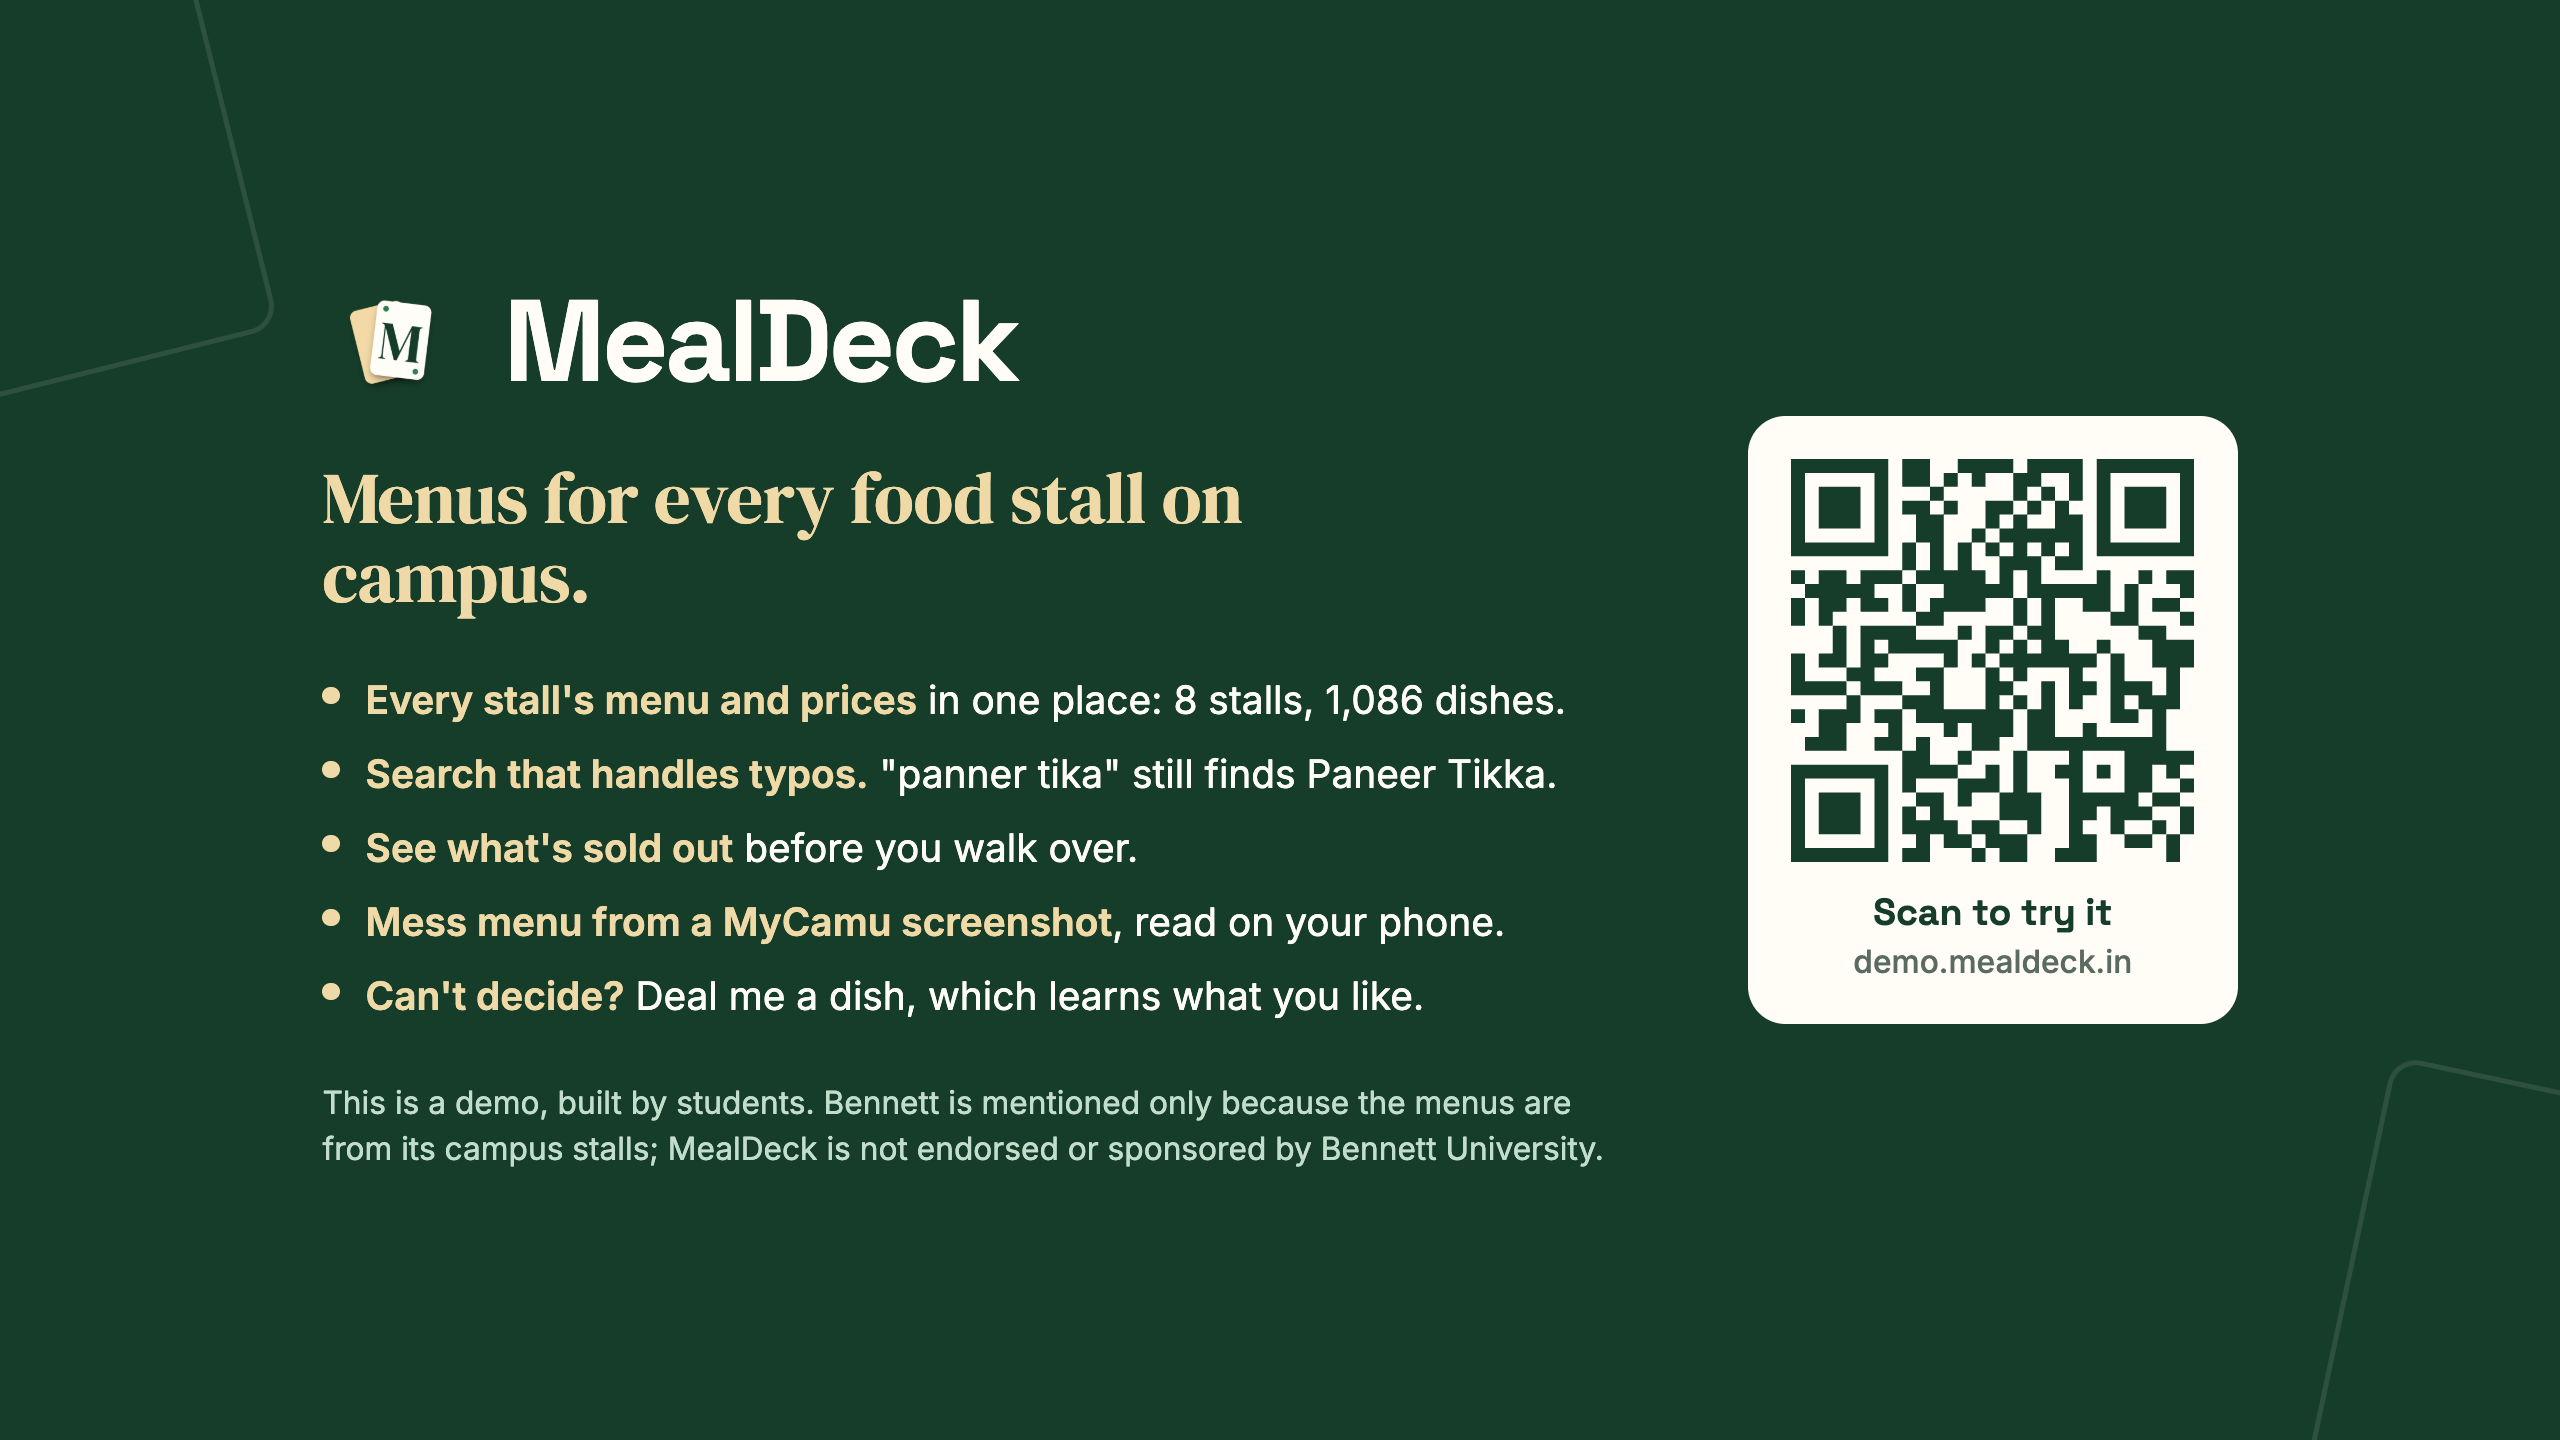 M
MealDeck
Menus for every food stall on
campus.
Every stall's menu and prices in one place: 8 stalls, 1,086 dishes.
Search that handles typos. "panner tika" still finds Paneer Tikka.
See what's sold out before you walk over.
Mess menu from a MyCamu screenshot, read on your phone.
Can't decide? Deal me a dish, which learns what you like.
This is a demo, built by students. Bennett is mentioned only because the menus are
from its campus stalls; MealDeck is not endorsed or sponsored by Bennett University.
Scan to try it
demo.mealdeck.in